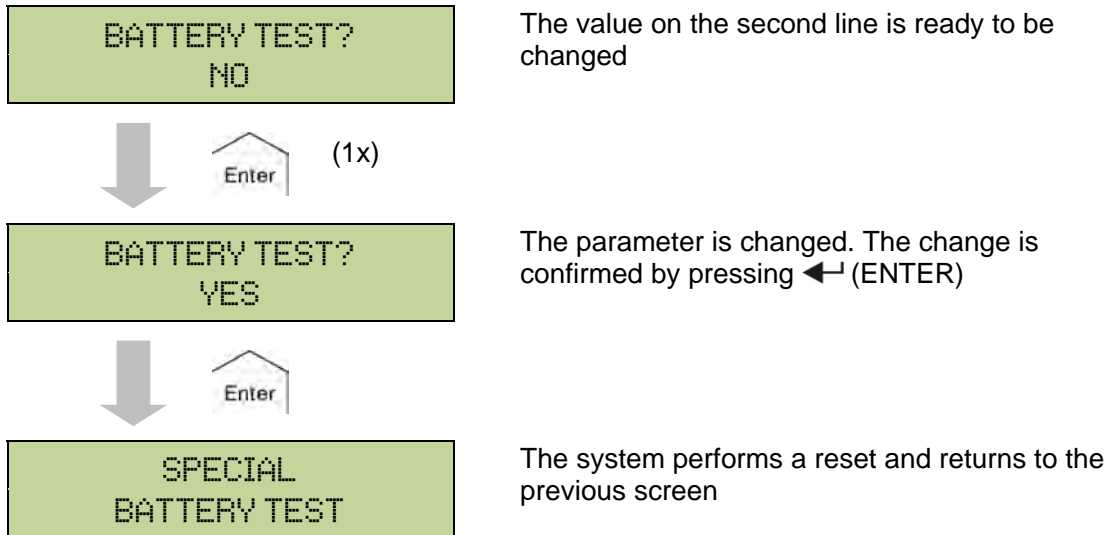 BATTERY TEST?
NO
The value on the second line is ready to be
changed
Enter
(1x)
BATTERY TEST?
YES
The parameter is changed. The change is
confirmed by pressing (ENTER)
Enter
SPECIAL
BATTERY TEST
The system performs a reset and returns to the
previous screen